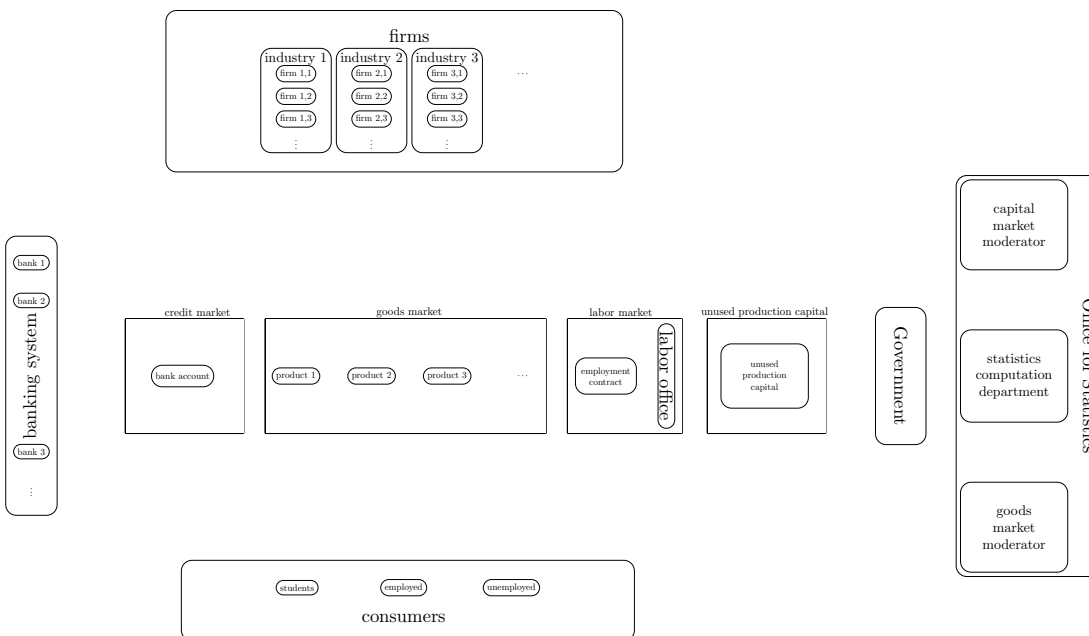 firms
industry 1 industry 2 industry 3
firm 1,1 firm 2,1 firm 3,1 ...
firm 1,2 firm 2,2 firm 3,2
firm 1,3 firm 2,3 firm 3,3
⋮ ⋮ ⋮
banking system
bank 1
bank 2
bank 3
⋮
credit market
bank account
goods market
product 1 product 2 product 3 ...
labor market
employment
contract
labor office
unused production capital
unused
production
capital
Government
Office for Statistics
capital
market
moderator
statistics
computation
department
goods
market
moderator
students employed unemployed
consumers